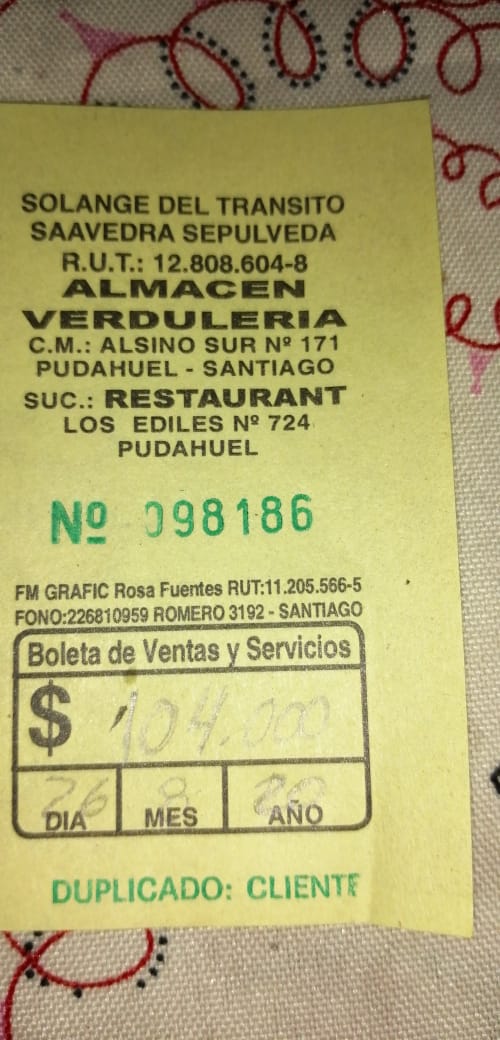 SOLANGE DEL TRANSITO
SAAVEDRA SEPULVEDA
R.U.T.: 12.808.604-8
ALMACEN
VERDULERIA
C.M.: ALSINO SUR Nº 171
PUDAHUEL - SANTIAGO
SUC.: RESTAURANT
LOS EDILES Nº 724
PUDAHUEL
Nº 098186
FM GRAFIC Rosa Fuentes RUT:11.205.566-5
FONO:226810959 ROMERO 3192 - SANTIAGO
Boleta de Ventas y Servicios
$ 104.000
26 20
DIA MES AÑO
DUPLICADO: CLIENTE